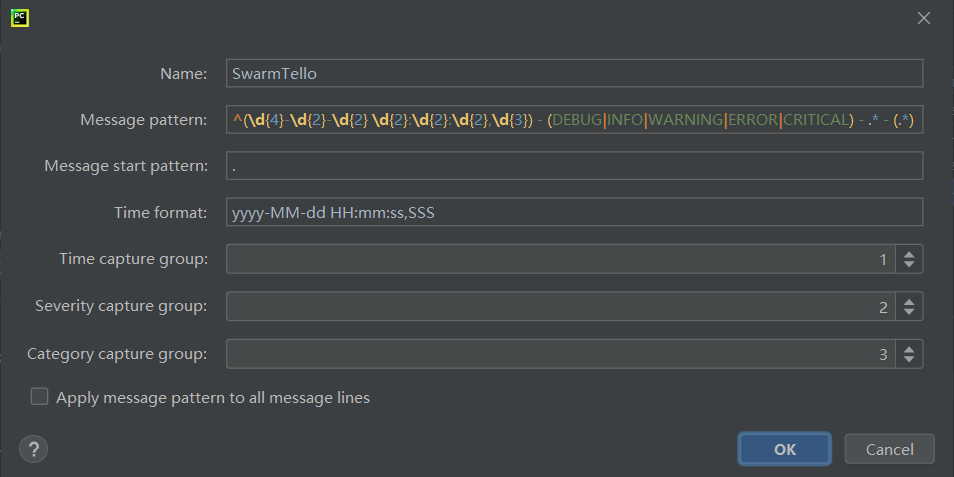 PC
Name:
SwarmTello
Message pattern:
^(\d{4}-\d{2}-\d{2} \d{2}:\d{2}:\d{2},\d{3}) - (DEBUG|INFO|WARNING|ERROR|CRITICAL) - .* - (.*)
Message start pattern:
.
Time format:
yyyy-MM-dd HH:mm:ss,SSS
Time capture group:
1
Severity capture group:
2
Category capture group:
3
Apply message pattern to all message lines
?
OK
Cancel